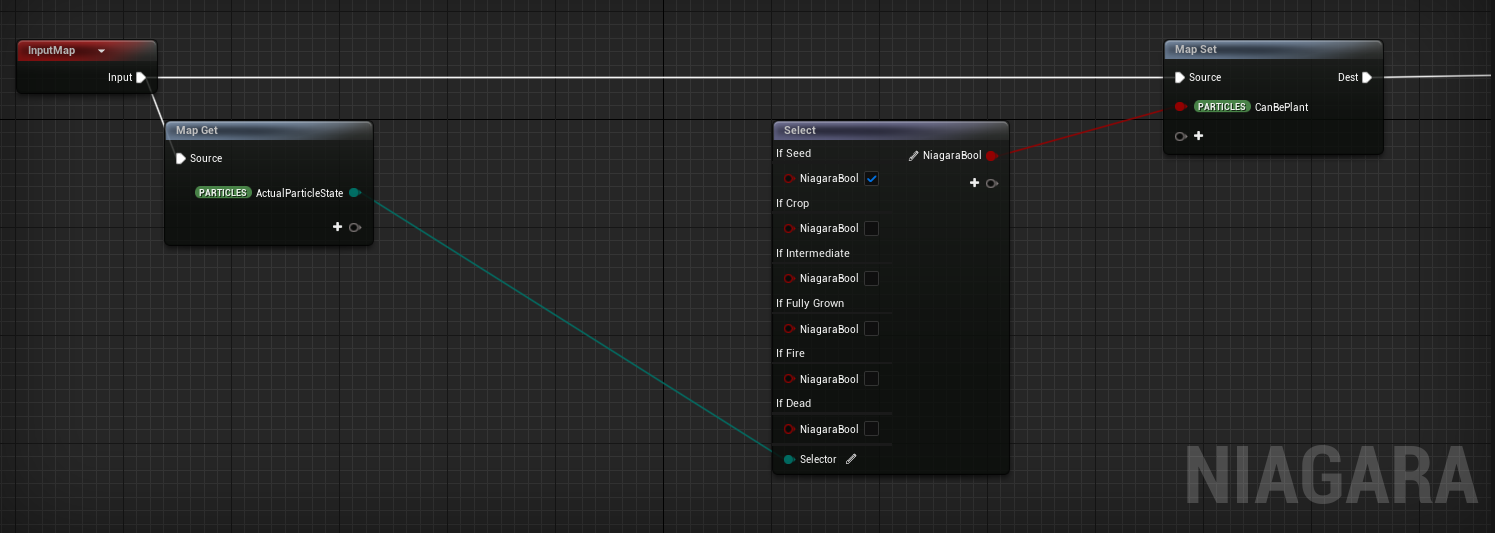 InputMap
Input
Map Get
Source
PARTICLES ActualParticleState
Select
If Seed
NiagaraBool
NiagaraBool
If Crop
NiagaraBool
If Intermediate
NiagaraBool
If Fully Grown
NiagaraBool
If Fire
NiagaraBool
If Dead
NiagaraBool
Selector
Map Set
Source Dest
PARTICLES CanBePlant
NIAGARA